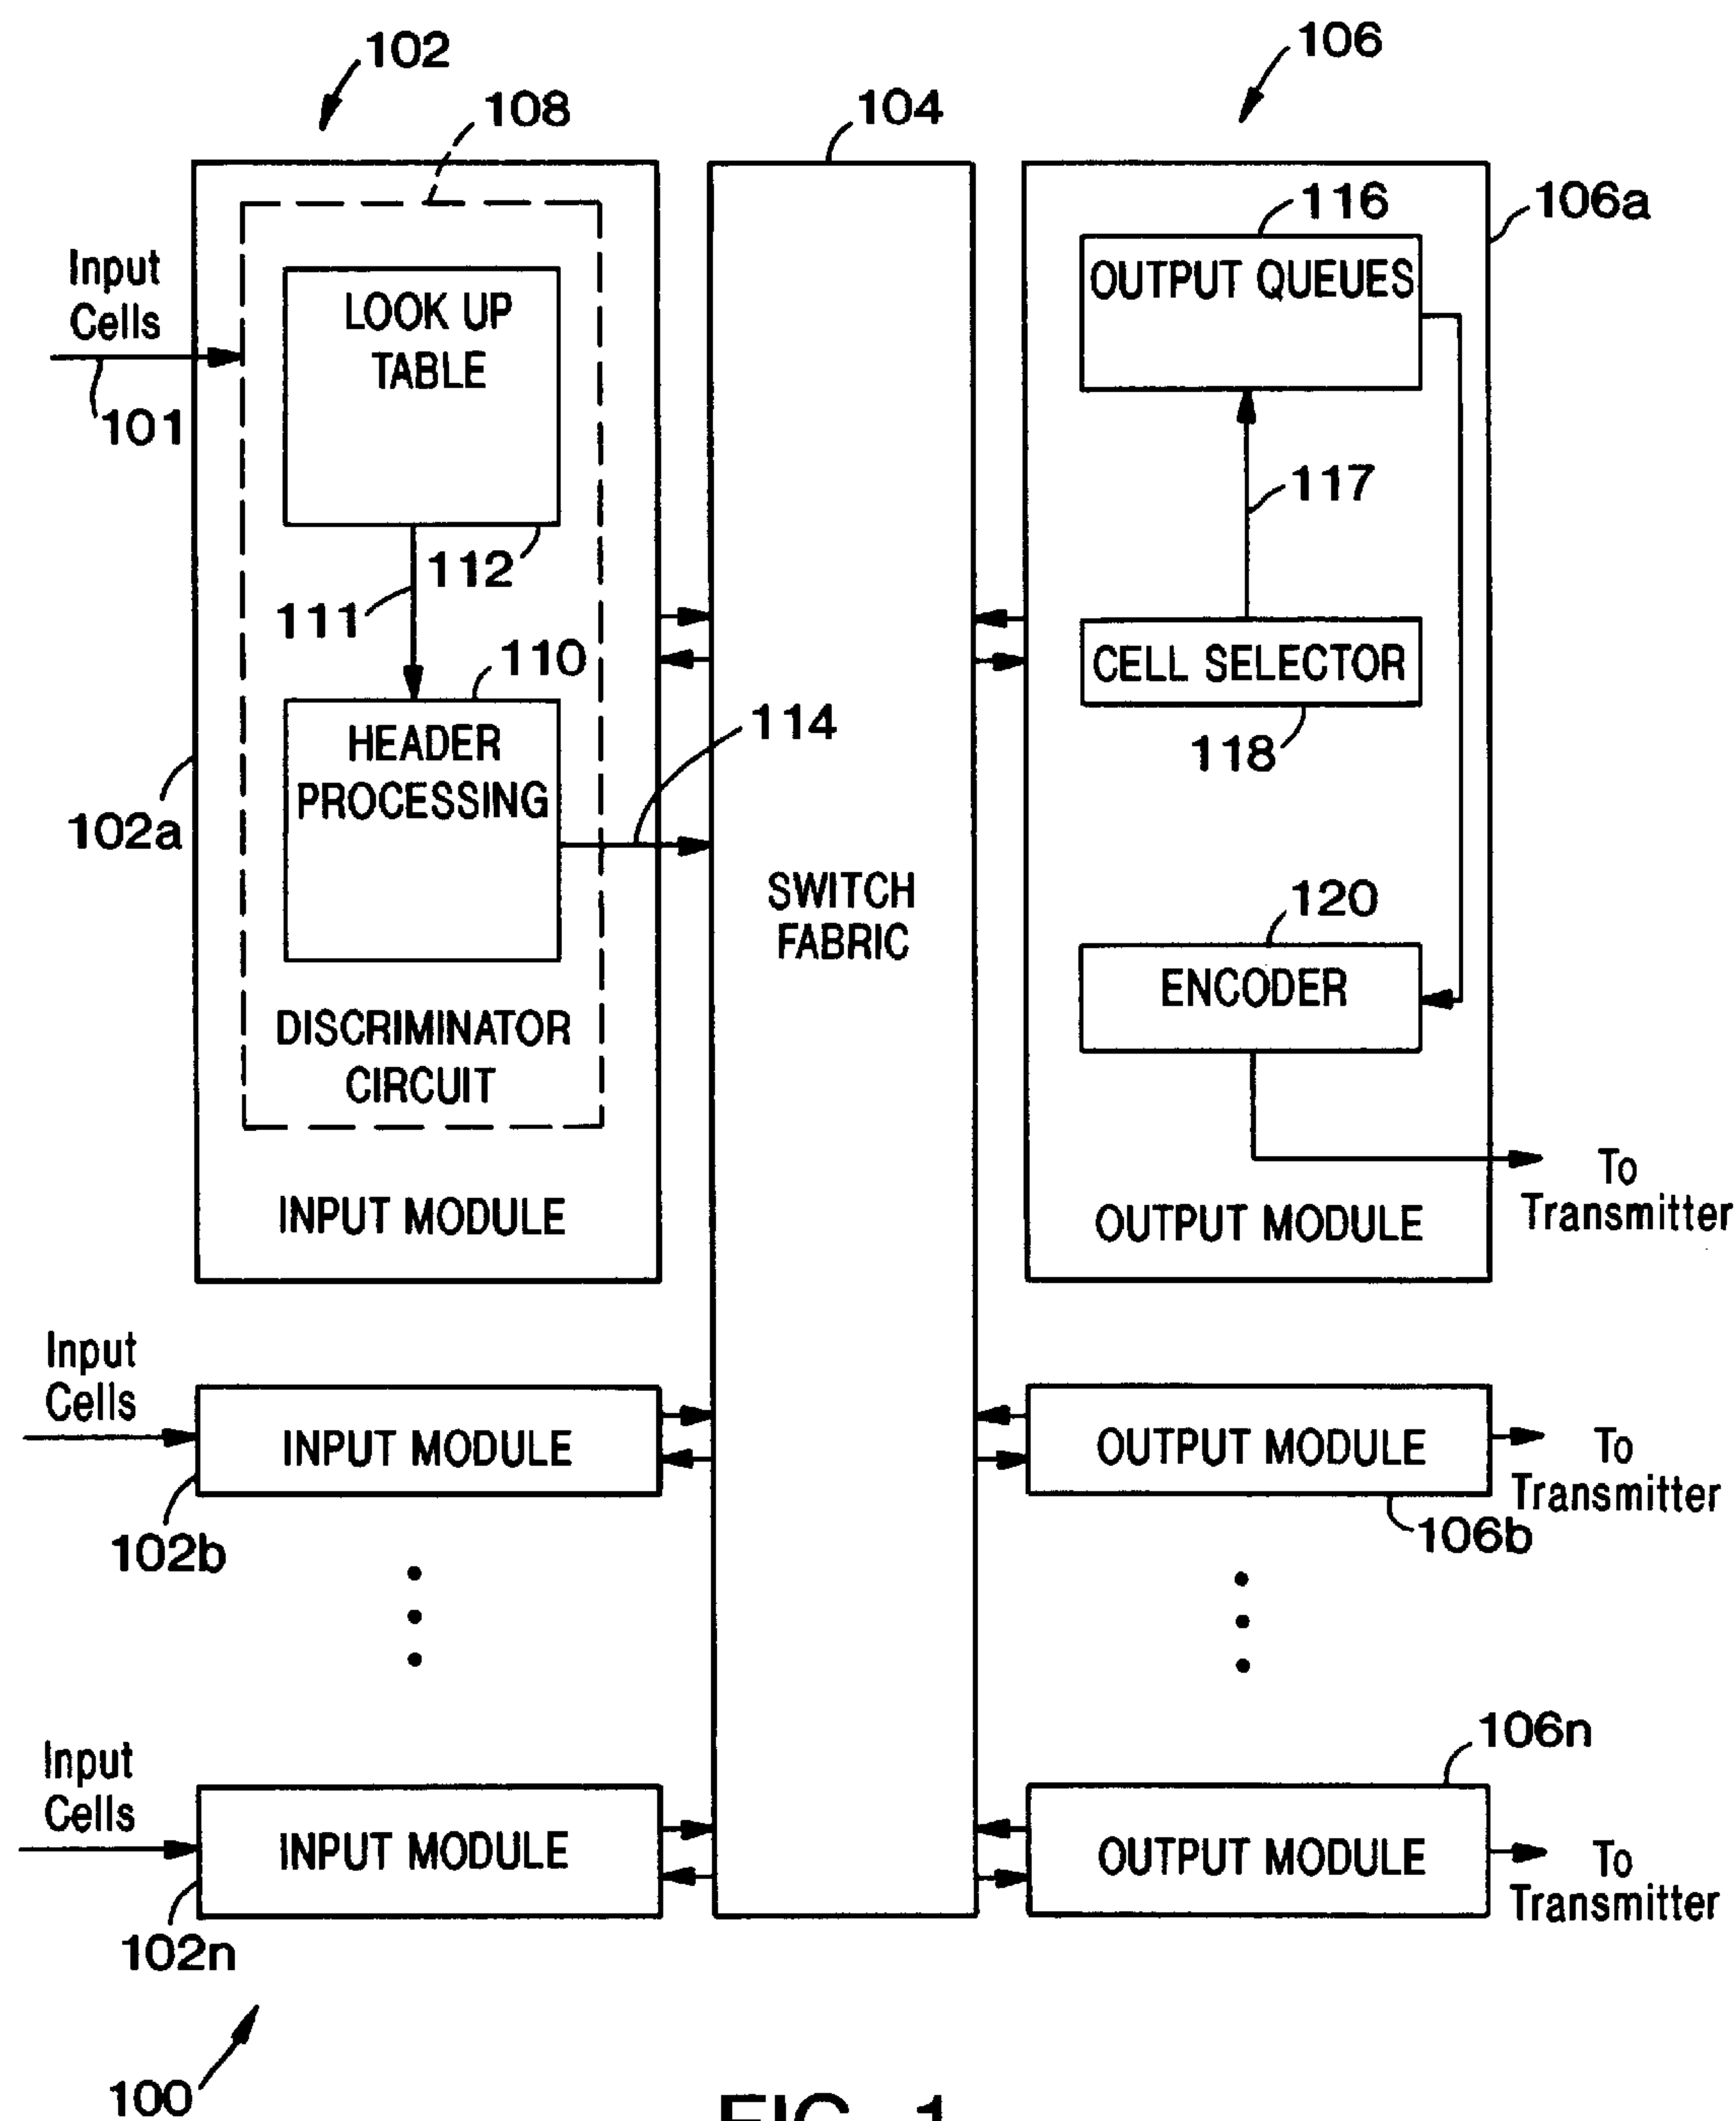 102
106
108
104
116
106a
Input
Cells
LOOK UP
TABLE
OUTPUT QUEUES
101
117
112
111
110
CELL SELECTOR
114
118
HEADER
PROCESSING
102a
SWITCH
FABRIC
120
ENCODER
DISCRIMINATOR
CIRCUIT
To
Transmitter
INPUT MODULE
OUTPUT MODULE
Input
Cells
INPUT MODULE
OUTPUT MODULE
To
Transmitter
102b
106b
106n
Input
Cells
INPUT MODULE
OUTPUT MODULE
To
Transmitter
102n
100
FIG. 1